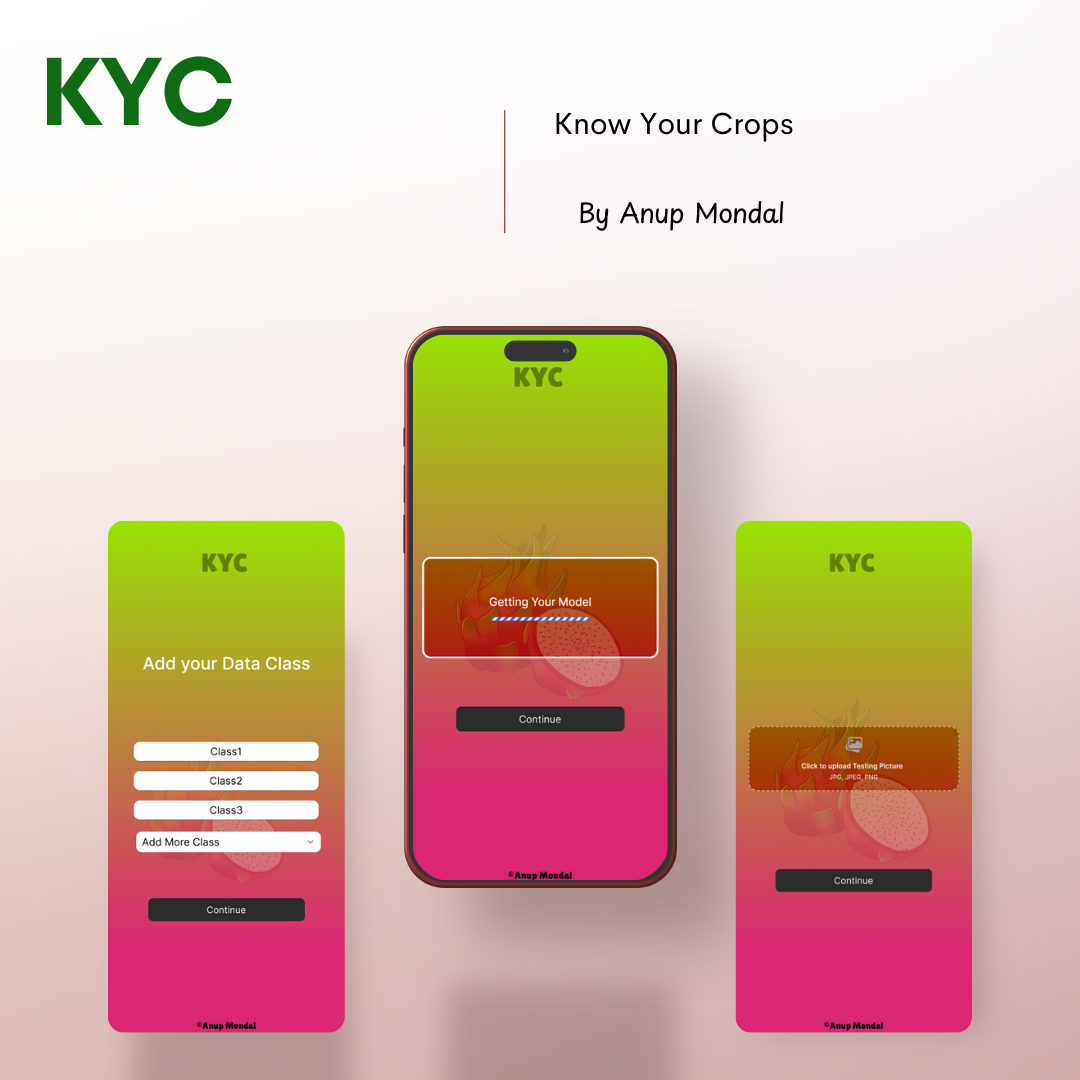 KYC
Know Your Crops
By Anup Mondal
KYC
Add your Data Class
Class1
Class2
Class3
Add More Class
Continue
©Anup Mondal
KYC
Getting Your Model
Continue
©Anup Mondal
KYC
Click to upload Testing Picture
JPG, JPEG, PNG
Continue
©Anup Mondal